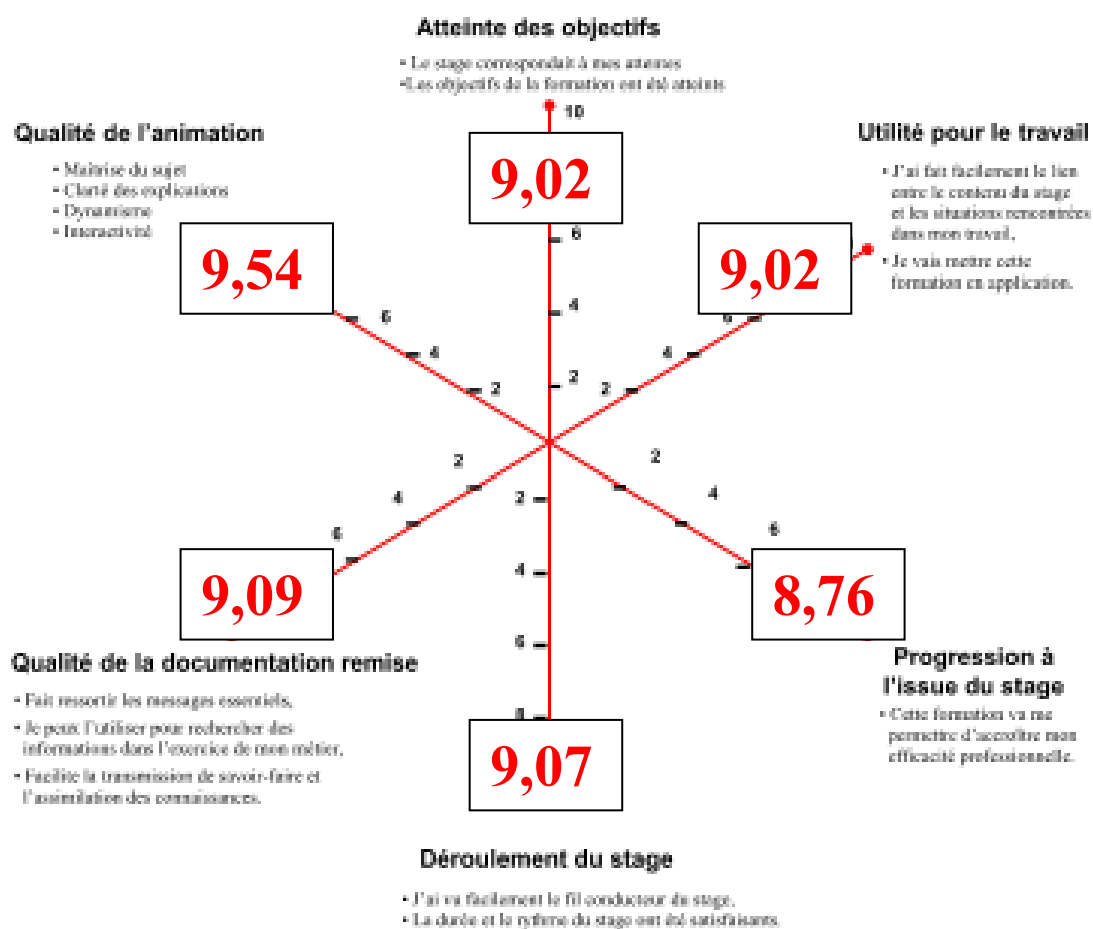 Atteinte des objectifs
• Le stage correspondait à mes attentes
•Les objectifs de la formation ont été atteints
10
9,02
6
4
2
Qualité de l'animation
• Maîtrise du sujet
• Clarté des explications
• Dynamisme
• Interactivité
9,54
6
4
2
Utilité pour le travail
• J'ai fait facilement le lien
entre le contenu du stage
et les situations rencontrées
dans mon travail,
• Je vais mettre cette
formation en application.
9,02
6
4
2
2
4
6
9,09
Qualité de la documentation remise
• Fait ressortir les messages essentiels,
• Je peux l'utiliser pour rechercher des
informations dans l'exercice de mon métier,
• Facilite la transmission de savoir-faire et
l'assimilation des connaissances.
2
4
6
8
9,07
Déroulement du stage
• J'ai vu facilement le fil conducteur du stage,
• La durée et le rythme du stage ont été satisfaisants.
2
4
6
8,76
Progression à
l'issue du stage
• Cette formation va me
permettre d'accroître mon
efficacité professionnelle.